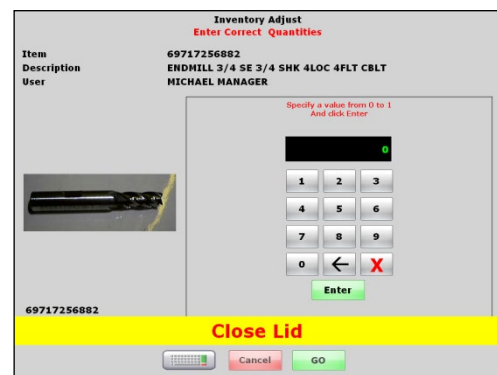 Inventory Adjust
Enter Correct Quantities
Item 69717256882
Description ENDMILL 3/4 SE 3/4 SHK 4LOC 4FLT CBLT
User MICHAEL MANAGER
Specify a value from 0 to 1
And click Enter
0
1 2 3
4 5 6
7 8 9
0 ← X
Enter
69717256882
Close Lid
Cancel GO